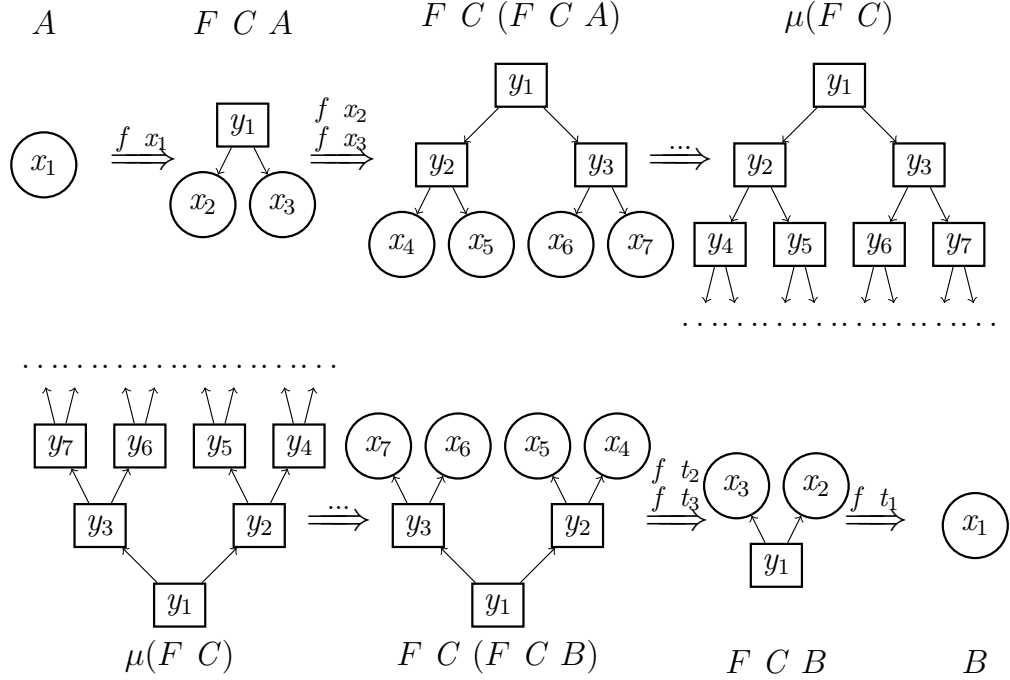 A F C A F C (F C A) μ(F C)
y₁ y₁
f x₂
y₁
f x₁ f x₃ ...
x₁ y₂ y₃ y₂ y₃
x₂ x₃
x₄ x₅ x₆ x₇ y₄ y₅ y₆ y₇
................................
................................
y₇ y₆ y₅ y₄ x₇ x₆ x₅ x₄
f t₂
x₃ x₂
... f t₃ f t₁
y₃ y₂ y₃ y₂ x₁
y₁
y₁ y₁
μ(F C) F C (F C B) F C B B